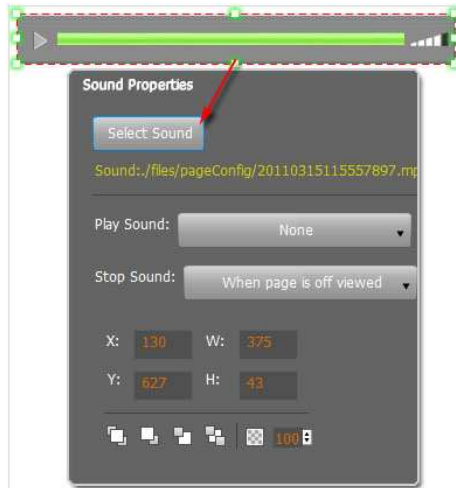 Sound Properties
Select Sound
Sound:./files/pageConfig/20110315115557897.mp
Play Sound: None
Stop Sound: When page is off viewed
X: 130 W: 375
Y: 627 H: 43
100